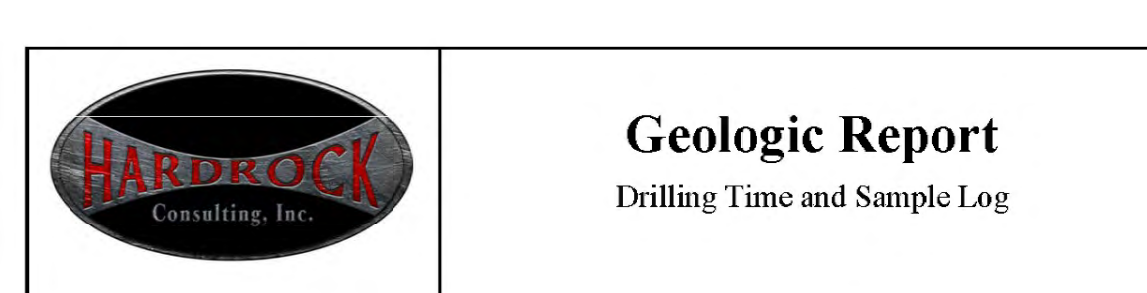 HARDROCK
Consulting, Inc.
Geologic Report
Drilling Time and Sample Log